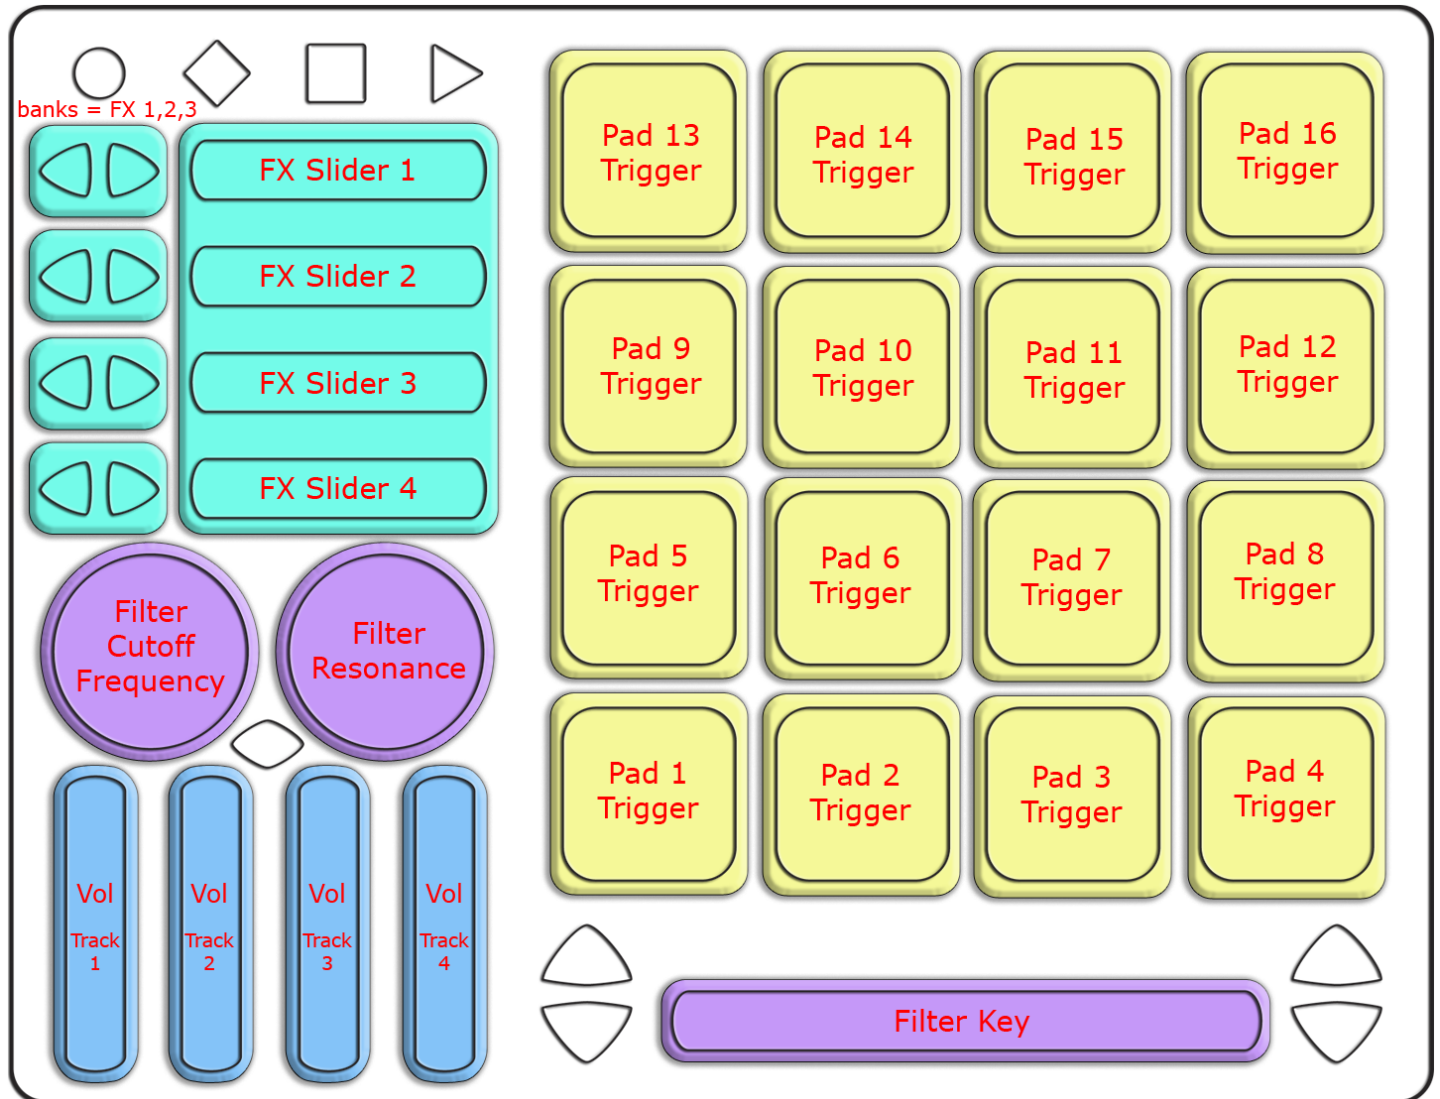 banks = FX 1,2,3
FX Slider 1
FX Slider 2
FX Slider 3
FX Slider 4
Filter
Cutoff
Frequency
Filter
Resonance
Vol
Track
1
Vol
Track
2
Vol
Track
3
Vol
Track
4
Pad 13
Trigger
Pad 14
Trigger
Pad 15
Trigger
Pad 16
Trigger
Pad 9
Trigger
Pad 10
Trigger
Pad 11
Trigger
Pad 12
Trigger
Pad 5
Trigger
Pad 6
Trigger
Pad 7
Trigger
Pad 8
Trigger
Pad 1
Trigger
Pad 2
Trigger
Pad 3
Trigger
Pad 4
Trigger
Filter Key